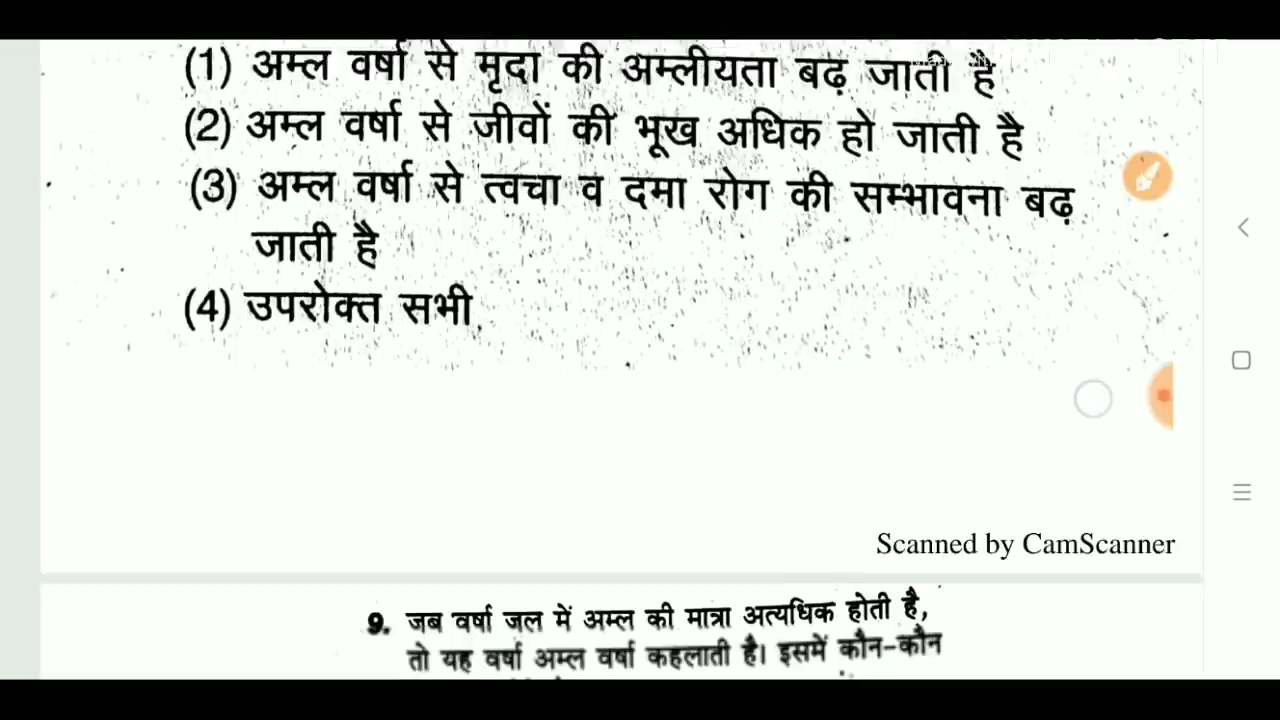 (1) अम्ल वर्षा से मृदा की अम्लीयता बढ़ जाती है
(2) अम्ल वर्षा से जीवों की भूख अधिक हो जाती है
(3) अम्ल वर्षा से त्वचा व दमा रोग की सम्भावना बढ़
जाती है
(4) उपरोक्त सभी
Scanned by CamScanner
9. जब वर्षा जल में अम्ल की मात्रा अत्यधिक होती है,
तो यह वर्षा अम्ल वर्षा कहलाती है। इसमें कौन-कौन